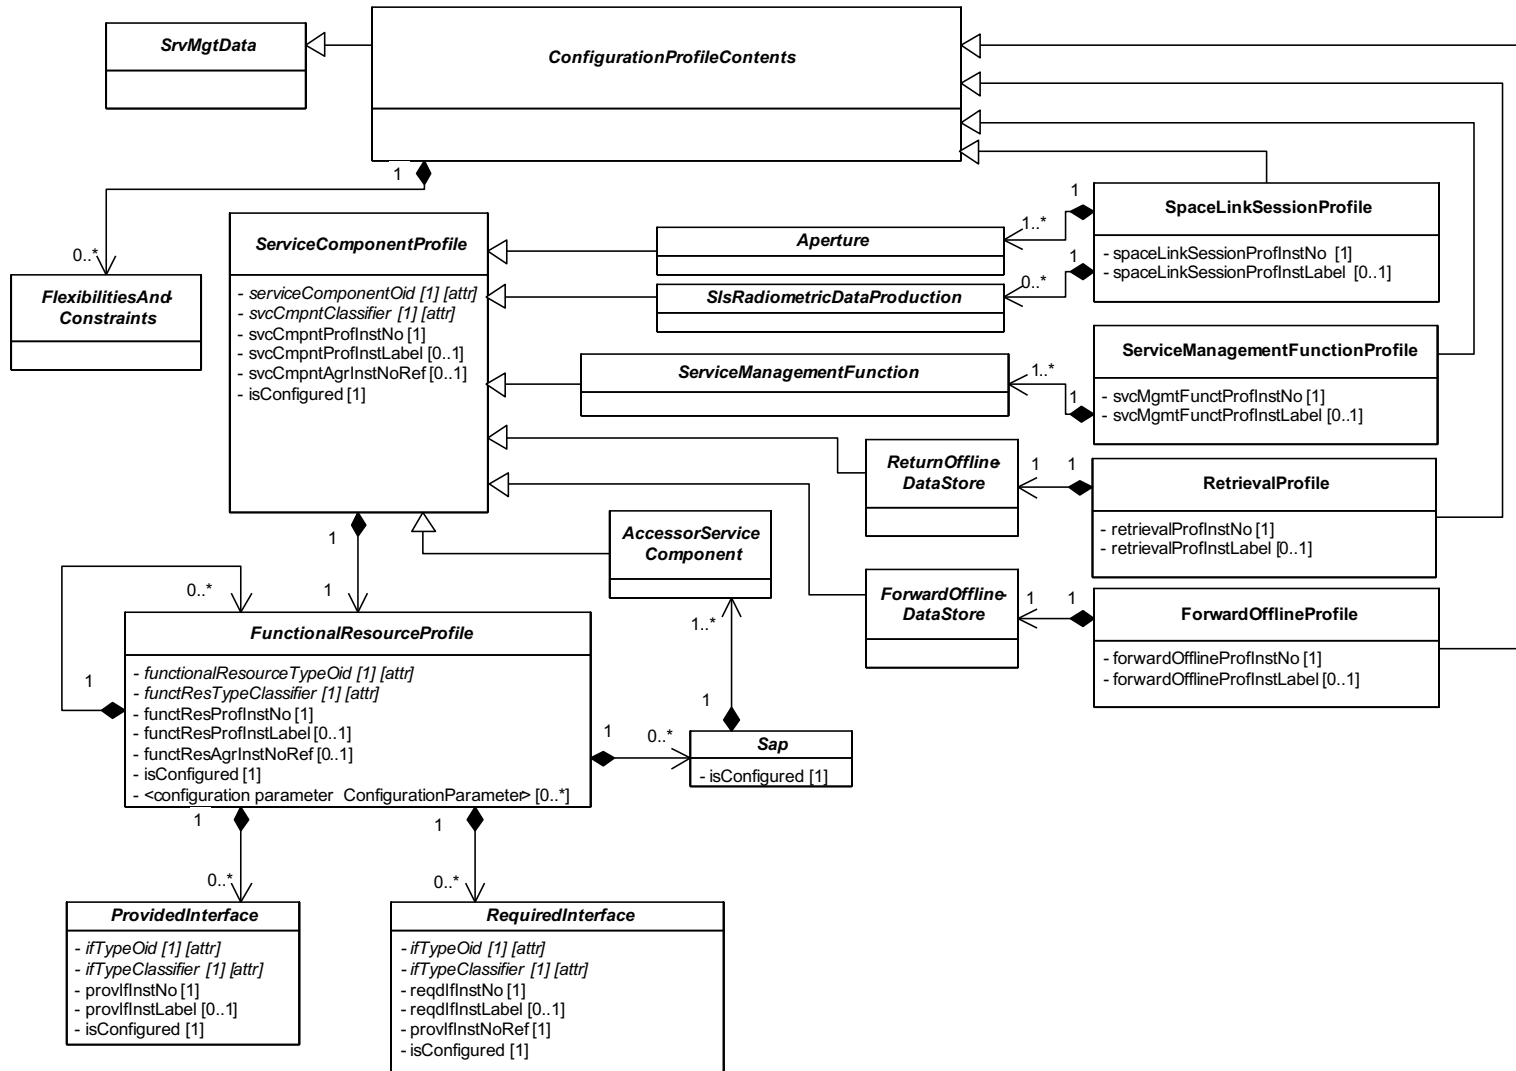 SrvMgtData
ConfigurationProfileContents
1
0..*
FlexibilitiesAnd-
Constraints
ServiceComponentProfile
- serviceComponentOid [1] [attr]
- svcCmpntClassifier [1] [attr]
- svcCmpntProfInstNo [1]
- svcCmpntProfInstLabel [0..1]
- svcCmpntAgrInstNoRef [0..1]
- isConfigured [1]
Aperture
1..*
1
SlsRadiometricDataProduction
0..*
1
SpaceLinkSessionProfile
- spaceLinkSessionProfInstNo [1]
- spaceLinkSessionProfInstLabel [0..1]
ServiceManagementFunction
1..*
1
ServiceManagementFunctionProfile
- svcMgmtFunctProfInstNo [1]
- svcMgmtFunctProfInstLabel [0..1]
ReturnOffline-
DataStore
1
1
RetrievalProfile
- retrievalProfInstNo [1]
- retrievalProfInstLabel [0..1]
AccessorService
Component
ForwardOffline-
DataStore
1
1
ForwardOfflineProfile
- forwardOfflineProfInstNo [1]
- forwardOfflineProfInstLabel [0..1]
1
1
0..*
1
FunctionalResourceProfile
- functionalResourceTypeOid [1] [attr]
- functResTypeClassifier [1] [attr]
- functResProfInstNo [1]
- functResProfInstLabel [0..1]
- functResAgrInstNoRef [0..1]
- isConfigured [1]
- <configuration parameter ConfigurationParameter> [0..*]
1
0..*
1..*
1
Sap
- isConfigured [1]
1
0..*
1
0..*
ProvidedInterface
- ifTypeOid [1] [attr]
- ifTypeClassifier [1] [attr]
- provIfInstNo [1]
- provIfInstLabel [0..1]
- isConfigured [1]
RequiredInterface
- ifTypeOid [1] [attr]
- ifTypeClassifier [1] [attr]
- reqdIfInstNo [1]
- reqdIfInstLabel [0..1]
- provIfInstNoRef [1]
- isConfigured [1]